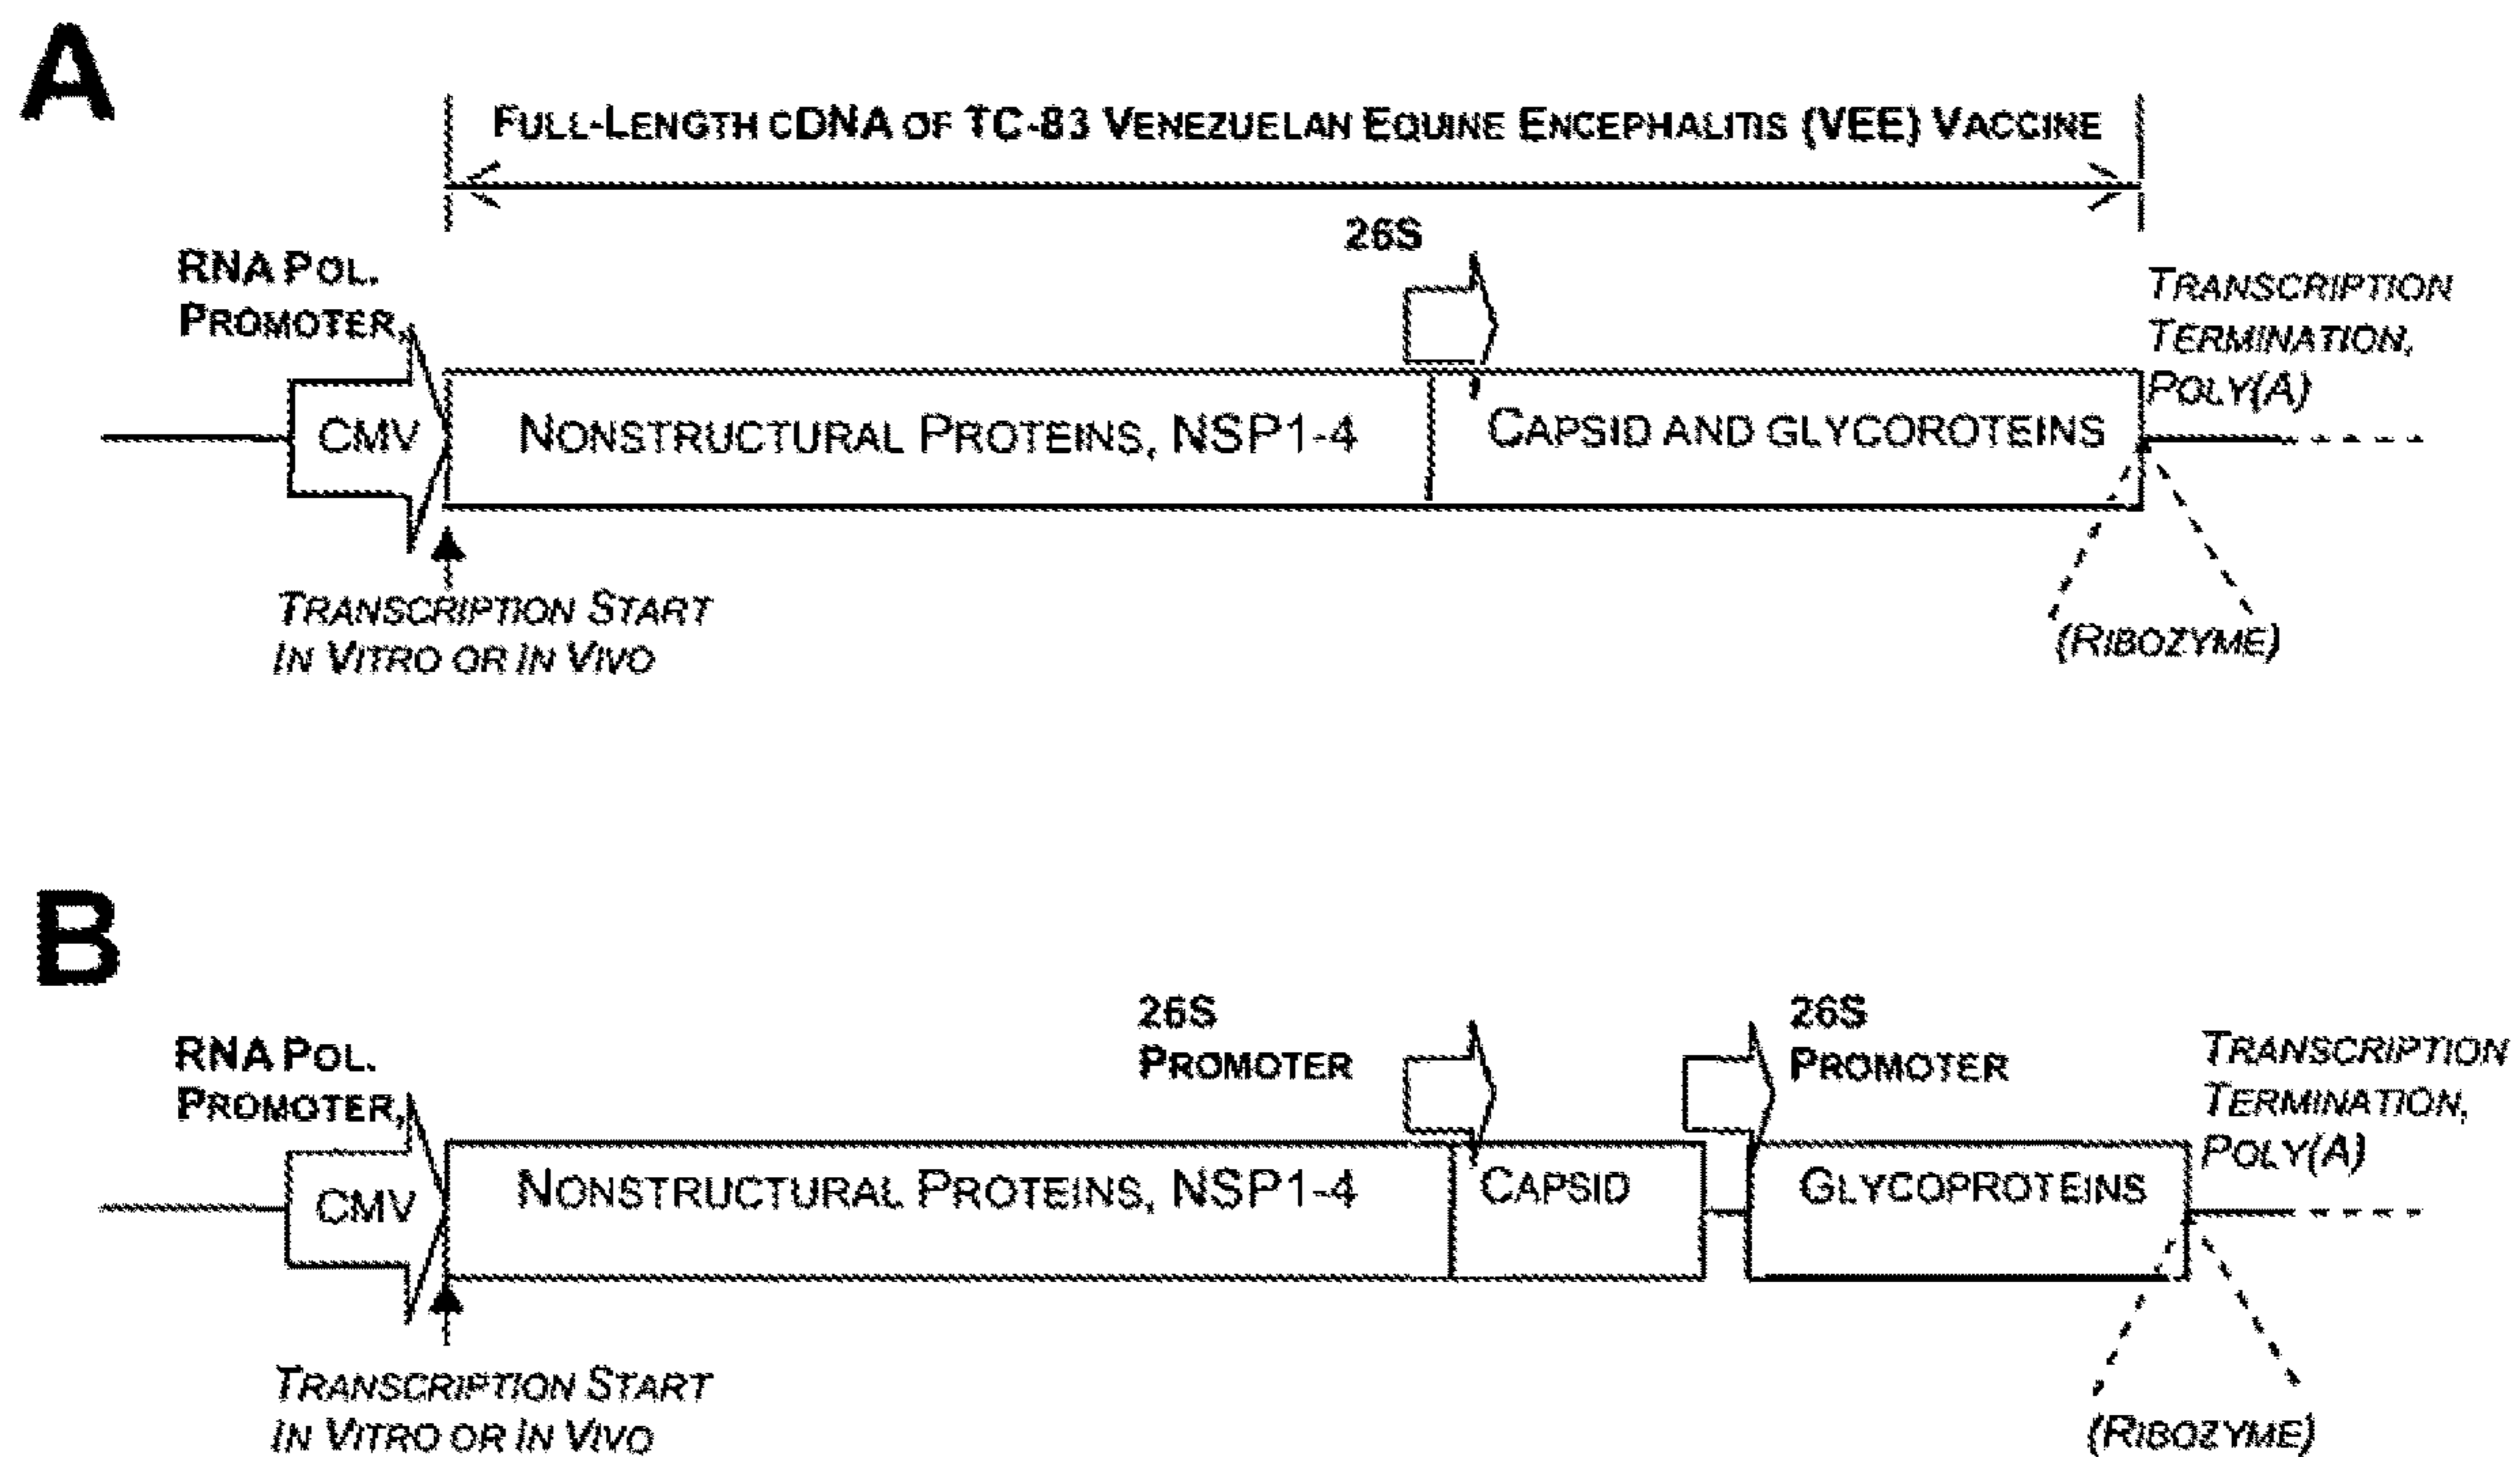 A
FULL-LENGTH CDNA OF TC-83 VENEZUELAN EQUINE ENCEPHALITIS (VEE) VACCINE
26S
RNA POL.
PROMOTER,
TRANSCRIPTION
TERMINATION,
POLY(A)
CMV
NONSTRUCTURAL PROTEINS, NSP1-4
CAPSID AND GLYCOROTEINS
TRANSCRIPTION START
IN VITRO OR IN VIVO
(RIBOZYME)
B
26S
PROMOTER
26S
PROMOTER
RNA POL.
PROMOTER,
TRANSCRIPTION
TERMINATION,
POLY(A)
CMV
NONSTRUCTURAL PROTEINS, NSP1-4
CAPSID
GLYCOPROTEINS
TRANSCRIPTION START
IN VITRO OR IN VIVO
(RIBOZYME)